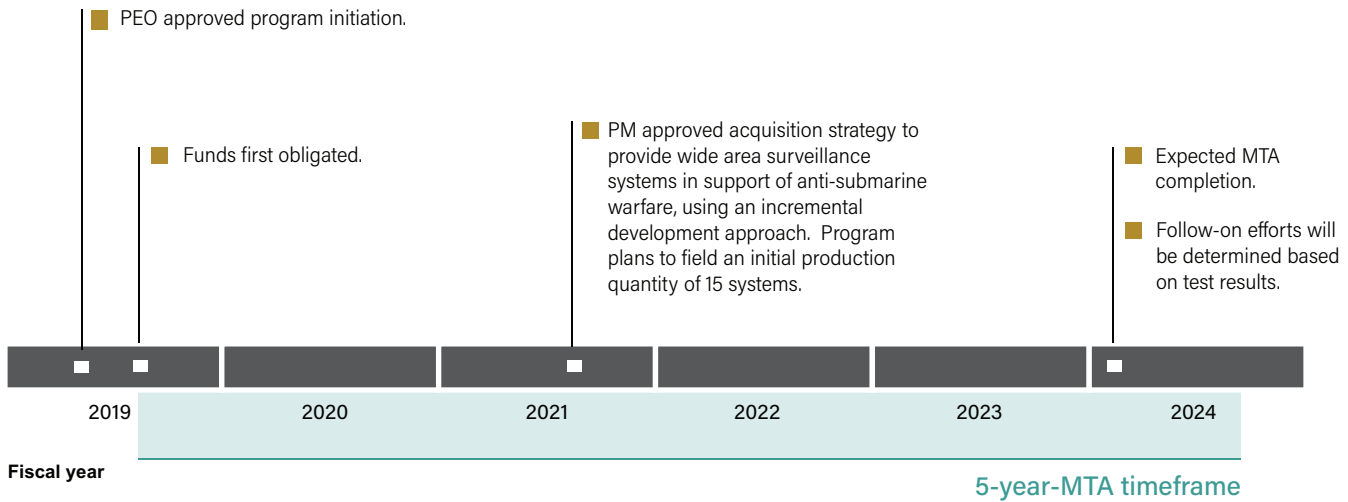 PEO approved program initiation.
Funds first obligated.
PM approved acquisition strategy to
provide wide area surveillance
systems in support of anti-submarine
warfare, using an incremental
development approach.  Program
plans to field an initial production
quantity of 15 systems.
Expected MTA
completion.
Follow-on efforts will
be determined based
on test results.
2019
2020
2021
2022
2023
2024
Fiscal year
5-year-MTA timeframe